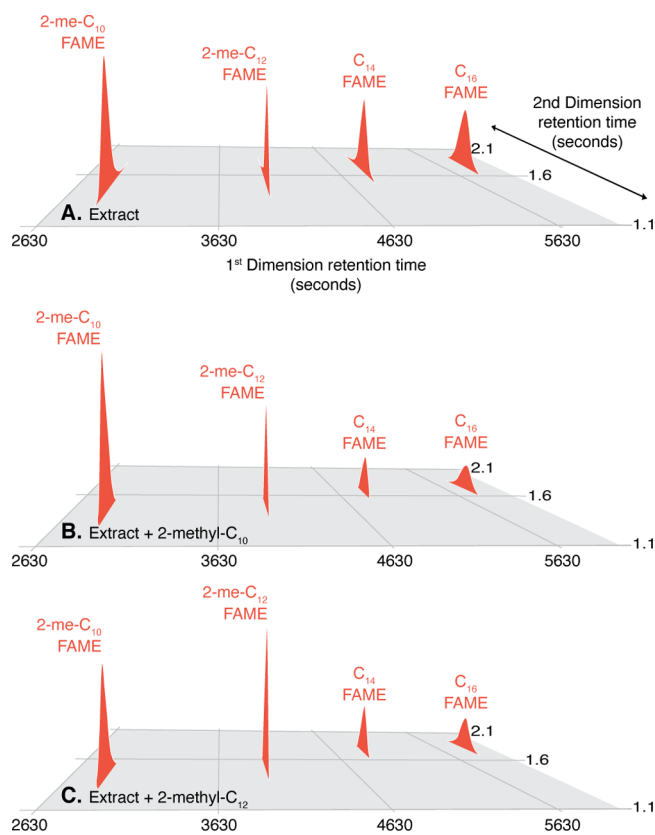 2-me-C₁₀
FAME
2-me-C₁₂
FAME
C₁₄
FAME
C₁₆
FAME
2nd Dimension
retention time
(seconds)
2.1
1.6
1.1
A. Extract
2630
3630
4630
5630
1ˢᵗ Dimension retention time
(seconds)
2-me-C₁₀
FAME
2-me-C₁₂
FAME
C₁₄
FAME
C₁₆
FAME
2.1
1.6
1.1
B. Extract + 2-methyl-C₁₀
2630
3630
4630
5630
2-me-C₁₀
FAME
2-me-C₁₂
FAME
C₁₄
FAME
C₁₆
FAME
2.1
1.6
1.1
C. Extract + 2-methyl-C₁₂
2630
3630
4630
5630